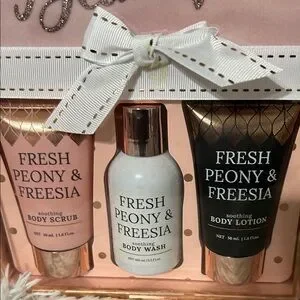 FRESH
PEONY &
FREESIA
soothing
BODY SCRUB
FRESH
PEONY &
FREESIA
soothing
BODY WASH
FRESH
PEONY &
FREESIA
soothing
BODY LOTION